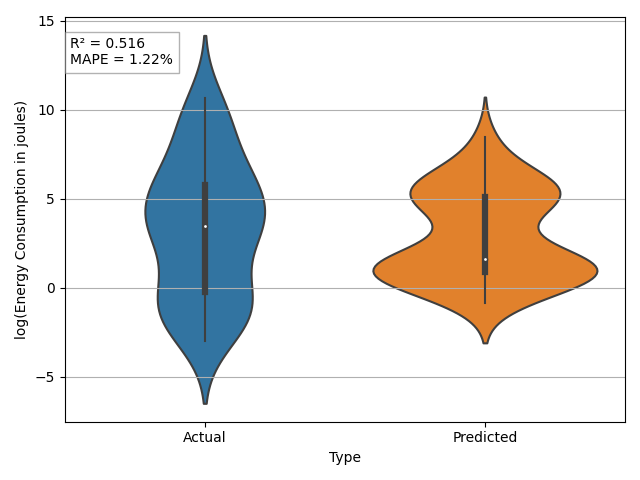 R² = 0.516
MAPE = 1.22%
15
10
5
0
−5
log(Energy Consumption in joules)
Actual
Predicted
Type